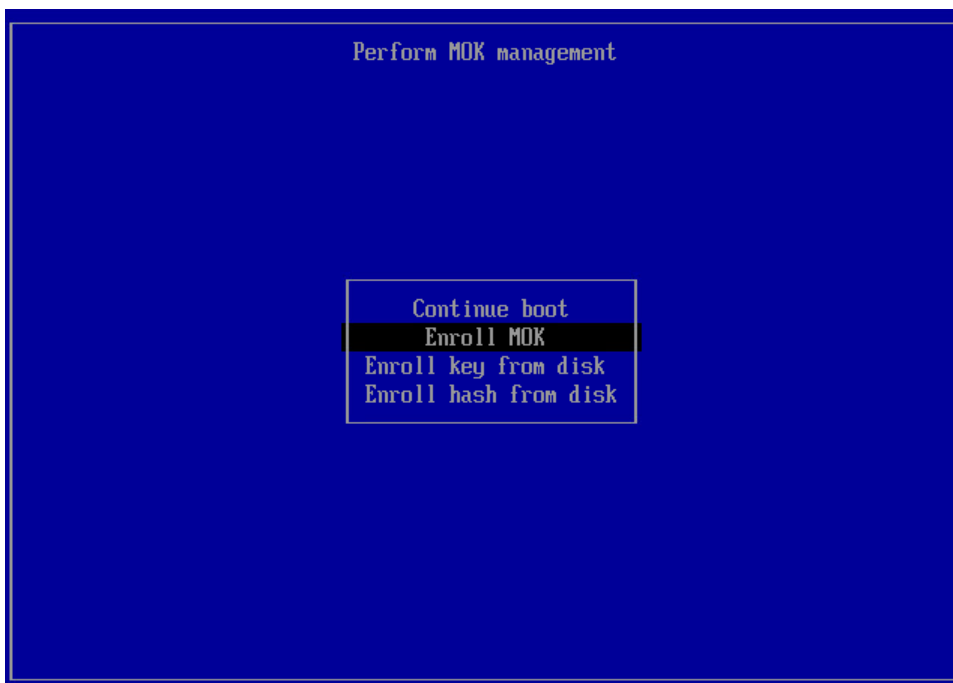 Perform MOK management
Continue boot
Enroll MOK
Enroll key from disk
Enroll hash from disk